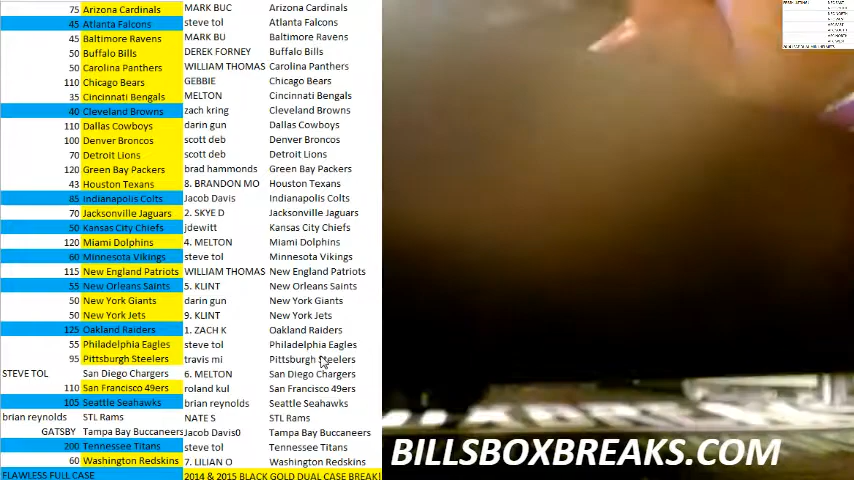 75 Arizona Cardinals MARK BUC Arizona Cardinals
45 Atlanta Falcons steve tol Atlanta Falcons
45 Baltimore Ravens MARK BU Baltimore Ravens
50 Buffalo Bills DEREK FORNEY Buffalo Bills
50 Carolina Panthers WILLIAM THOMAS Carolina Panthers
110 Chicago Bears GEBBIE Chicago Bears
35 Cincinnati Bengals MELTON Cincinnati Bengals
40 Cleveland Browns zach kring Cleveland Browns
110 Dallas Cowboys darin gun Dallas Cowboys
100 Denver Broncos scott deb Denver Broncos
70 Detroit Lions scott deb Detroit Lions
120 Green Bay Packers brad hammonds Green Bay Packers
43 Houston Texans 8. BRANDON MO Houston Texans
85 Indianapolis Colts Jacob Davis Indianapolis Colts
70 Jacksonville Jaguars 2. SKYE D Jacksonville Jaguars
50 Kansas City Chiefs jdewitt Kansas City Chiefs
120 Miami Dolphins 4. MELTON Miami Dolphins
60 Minnesota Vikings steve tol Minnesota Vikings
115 New England Patriots WILLIAM THOMAS New England Patriots
55 New Orleans Saints 5. KLINT New Orleans Saints
50 New York Giants darin gun New York Giants
50 New York Jets 9. KLINT New York Jets
125 Oakland Raiders 1. ZACH K Oakland Raiders
55 Philadelphia Eagles steve tol Philadelphia Eagles
95 Pittsburgh Steelers travis mi Pittsburgh Steelers
STEVE TOL San Diego Chargers 6. MELTON San Diego Chargers
110 San Francisco 49ers roland kul San Francisco 49ers
105 Seattle Seahawks brian reynolds Seattle Seahawks
brian reynolds STL Rams NATE S STL Rams
GATSBY Tampa Bay Buccaneers Jacob Davis0 Tampa Bay Buccaneers
200 Tennessee Titans steve tol Tennessee Titans
60 Washington Redskins 7. LILIAN O Washington Redskins
FLAWLESS FULL CASE 2014 & 2015 BLACK GOLD DUAL CASE BREAK!
BILLSBOXBREAKS.COM